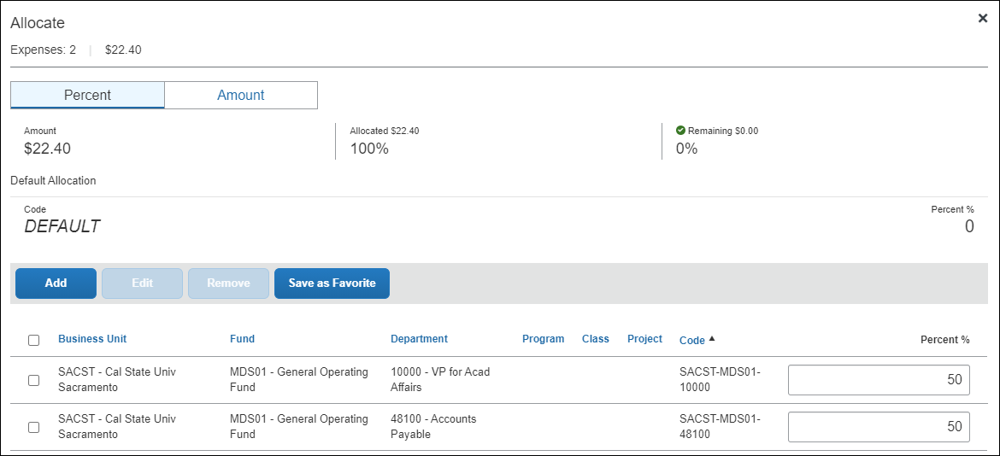 Allocate
Expenses: 2 | $22.40
Percent Amount
Amount Allocated $22.40 Remaining $0.00
$22.40 100% 0%
Default Allocation
Code Percent %
DEFAULT 0
Add Edit Remove Save as Favorite
Business Unit Fund Department Program Class Project Code Percent %
SACST - Cal State Univ MDS01 - General Operating 10000 - VP for Acad SACST-MDS01- 50
Sacramento Fund Affairs 10000
SACST - Cal State Univ MDS01 - General Operating 48100 - Accounts SACST-MDS01- 50
Sacramento Fund Payable 48100